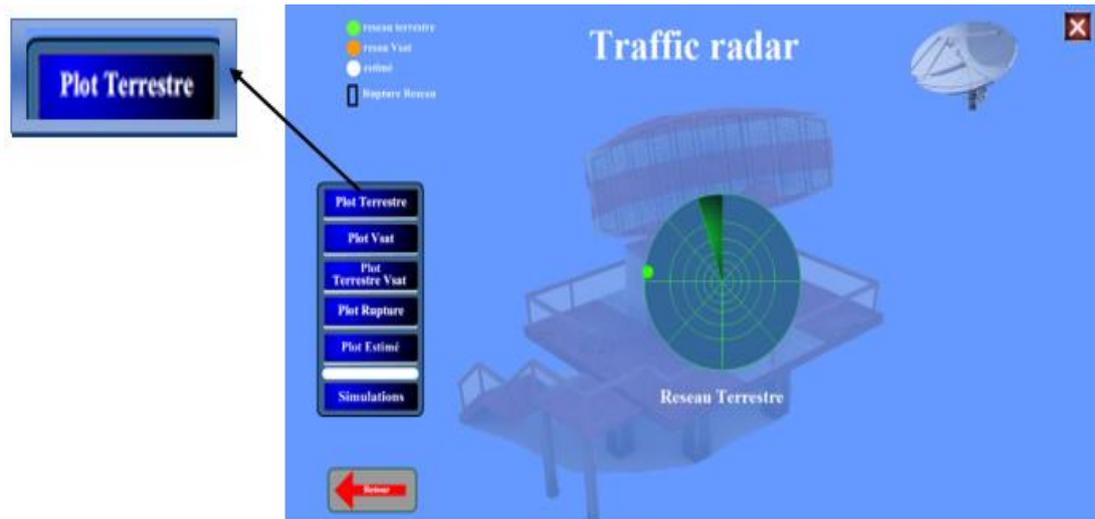 Plot Terrestre
reseau terrestre
resau Vsat
estimé
Rupture Reseau
Traffic radar
Plot Terrestre
Plot Vsat
Plot
Terrestre Vsat
Plot Rupture
Plot Estimé
Simulations
Reseau Terrestre
Retour